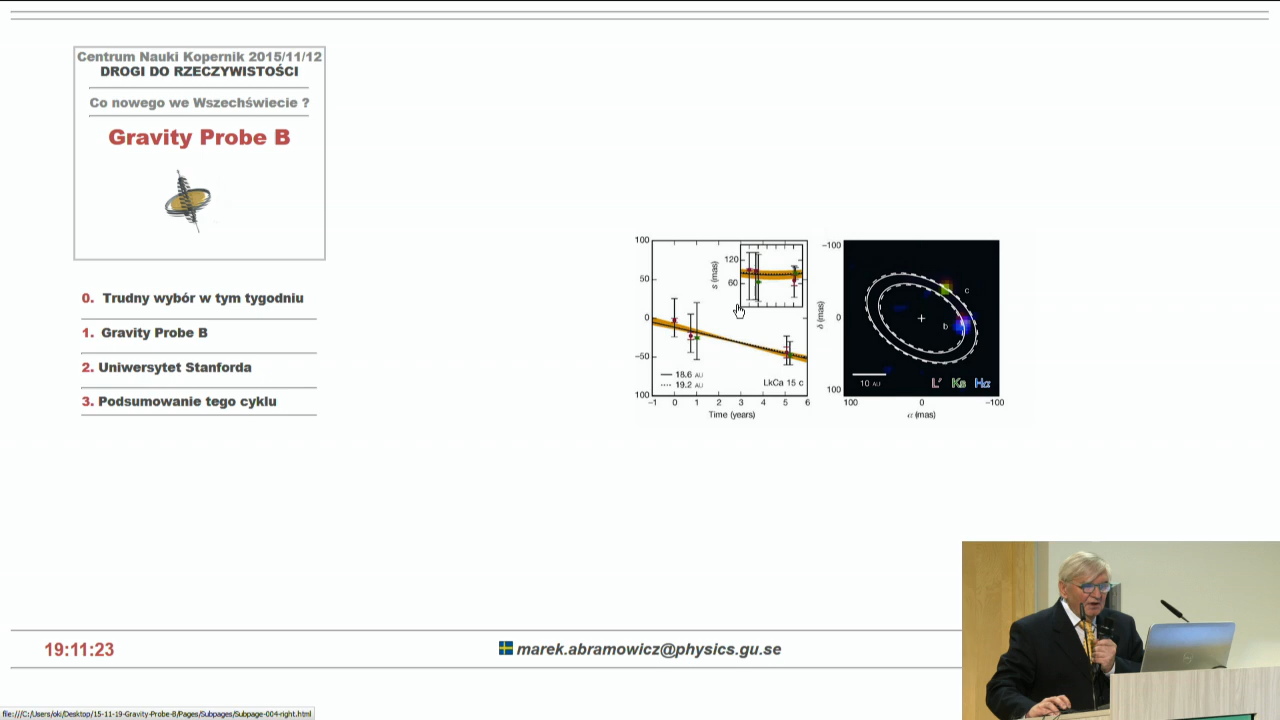 Centrum Nauki Kopernik 2015/11/12
DROGI DO RZECZYWISTOŚCI
Co nowego we Wszechświecie ?
Gravity Probe B
0. Trudny wybór w tym tygodniu
1. Gravity Probe B
2. Uniwersytet Stanforda
3. Podsumowanie tego cyklu
100
50
0
−50
100
120
60
s (mas)
18.6 AU
19.2 AU
LkCa 15 c
−1 0 1 2 3 4 5 6
Time (years)
−100
0
100
δ (mas)
c
b
10 AU
L′ Ks Hα
100 0 −100
α (mas)
19:11:23
marek.abramowicz@physics.gu.se
file:///C:/Users/oki/Desktop/15-11-19-Gravity-Probe-B/Pages/Subpages/Subpage-004-right.html